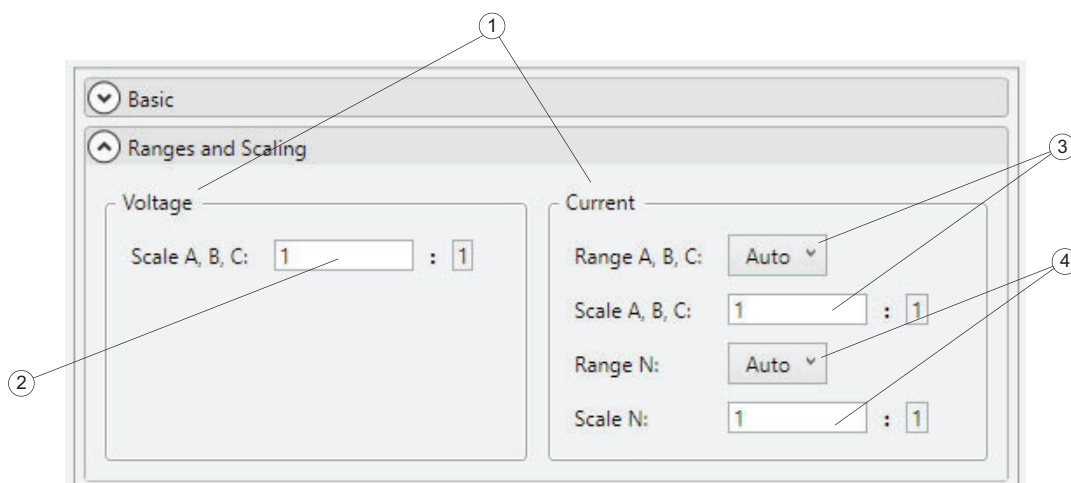 1
Basic
Ranges and Scaling
3
Voltage
Current
Scale A, B, C: 1 : 1
Range A, B, C: Auto
4
Scale A, B, C: 1 : 1
Range N: Auto
2
Scale N: 1 : 1